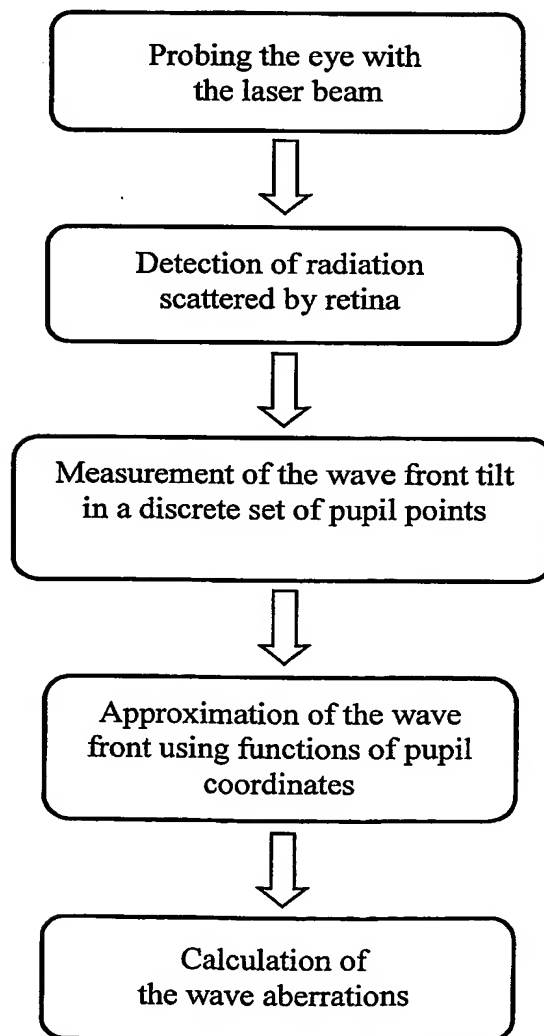 Probing the eye with
the laser beam
Detection of radiation
scattered by retina
Measurement of the wave front tilt
in a discrete set of pupil points
Approximation of the wave
front using functions of pupil
coordinates
Calculation of
the wave aberrations